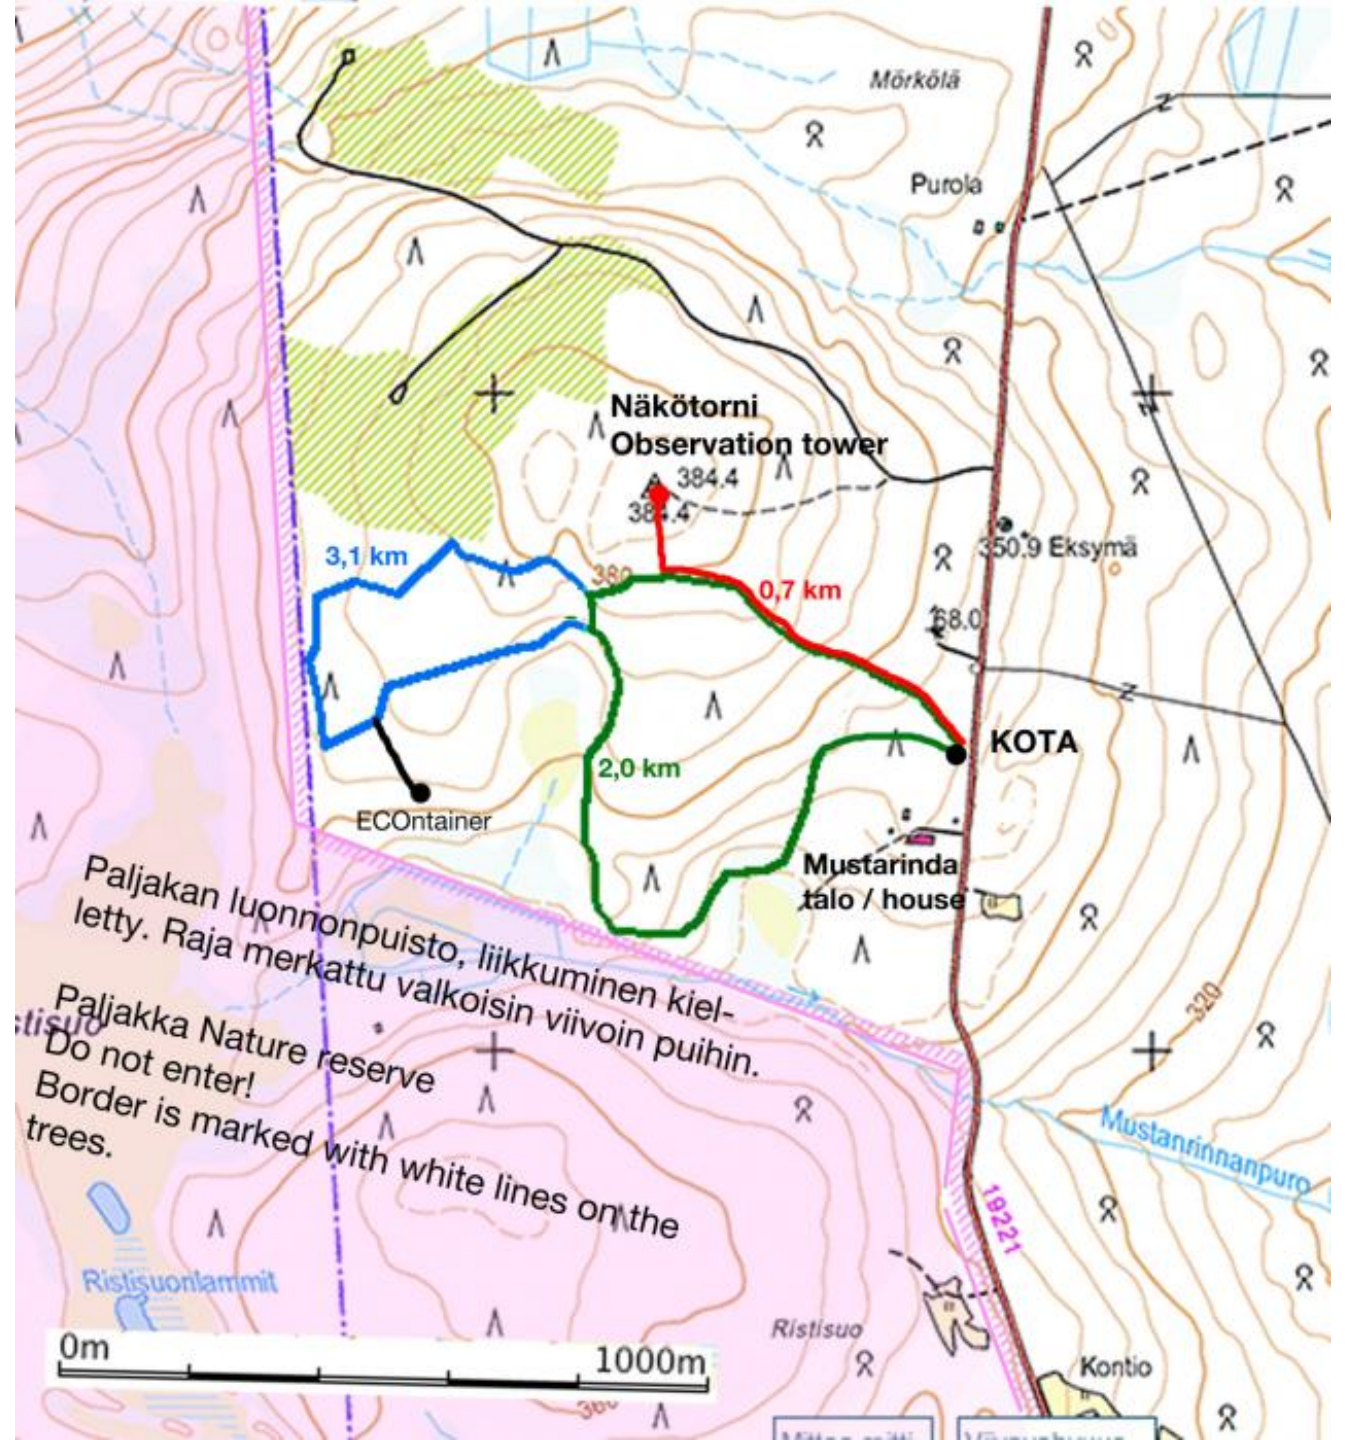 Mörkölä
Purola
Näkötorni
Observation tower
384.4
384.4
350.9 Eksymä
3,1 km
380
0,7 km
68.0
KOTA
2,0 km
ECOntainer
Mustarinda
talo / house
Paljakan luonnonpuisto, liikkuminen kiel-
letty. Raja merkattu valkoisin viivoin puihin.
Paljakka Nature reserve
Do not enter!
Border is marked with white lines on the
trees.
320
Mustanrinnanpuro
19221
Ristisuonlammit
Ristisuo
0m 1000m
Kontio